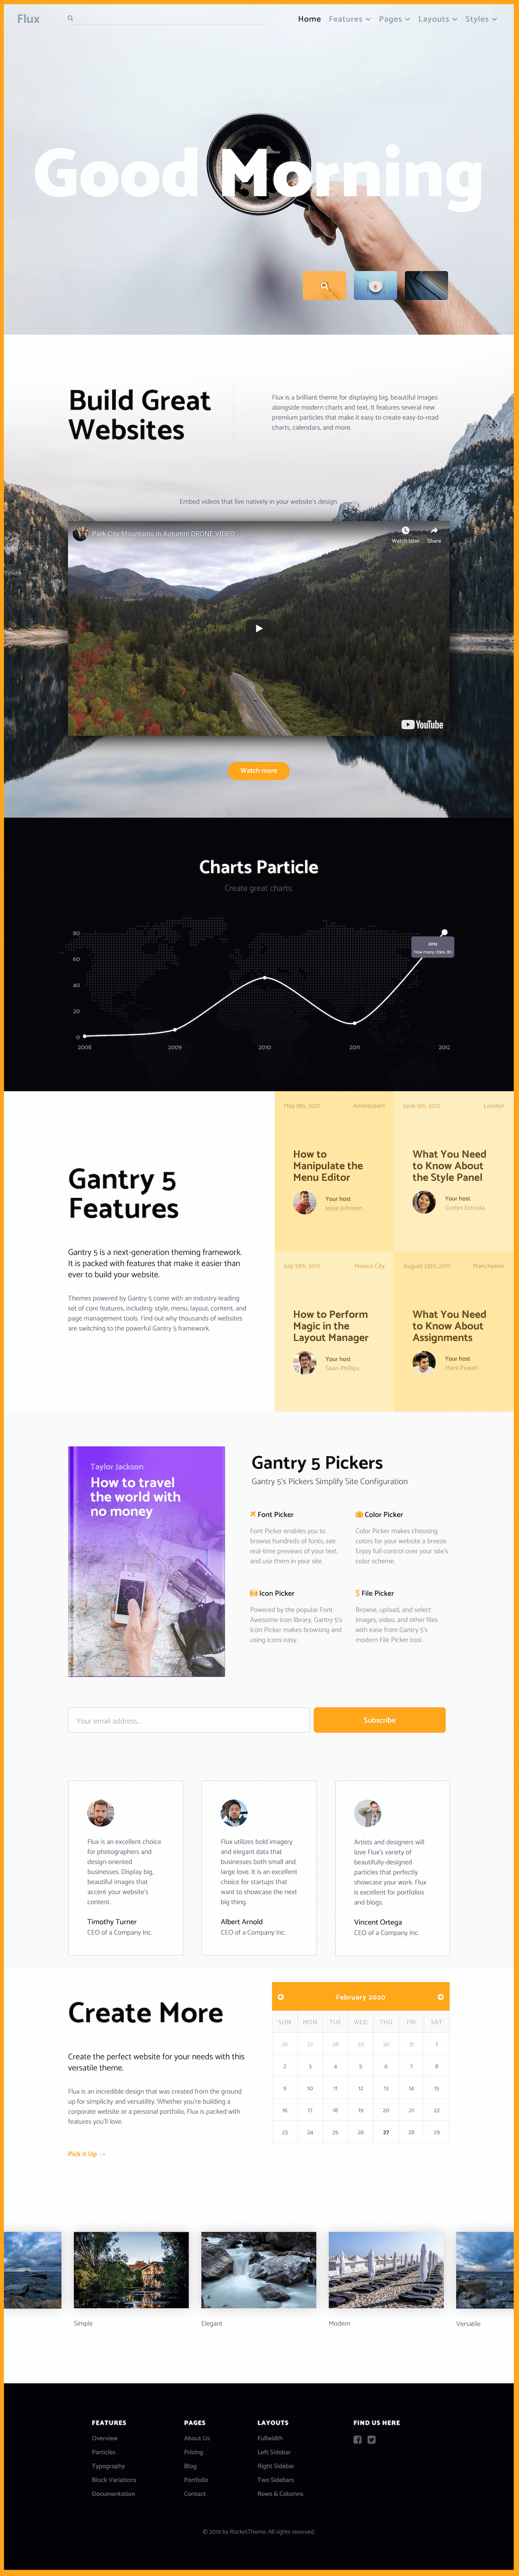 Flux
Home Features Pages Layouts Styles
Good Morning
Build Great
Websites
Flux is a brilliant theme for displaying big, beautiful images
alongside modern charts and text. It features several new
premium particles that make it easy to create easy-to-read
charts, calendars, and more.
Embed videos that live natively in your website's design.
Park City Mountains in Autumn! DRONE VIDEO
Watch later Share
YouTube
Watch more
Charts Particle
Create great charts.
80
60
40
20
0
2012
How many cities: 80
2008 2009 2010 2011 2012
Gantry 5
Features
Gantry 5 is a next-generation theming framework.
It is packed with features that make it easier than
ever to build your website.
Themes powered by Gantry 5 come with an industry-leading
set of core features, including: style, menu, layout, content, and
page management tools. Find out why thousands of websites
are switching to the powerful Gantry 5 framework.
May 9th, 2017 Amsterdam
How to
Manipulate the
Menu Editor
Your host
Jesse Johnson
June 6th, 2017 London
What You Need
to Know About
the Style Panel
Your host
Evelyn Estrada
July 13th, 2017 Mexico City
How to Perform
Magic in the
Layout Manager
Your host
Sean Phillips
August 25th, 2017 Manchester
What You Need
to Know About
Assignments
Your host
Mark Powell
Taylor Jackson
How to travel
the world with
no money
Gantry 5 Pickers
Gantry 5's Pickers Simplify Site Configuration
Font Picker
Font Picker enables you to
browse hundreds of fonts, see
real-time previews of your text,
and use them in your site.
Color Picker
Color Picker makes choosing
colors for your website a breeze.
Enjoy full control over your site's
color scheme.
Icon Picker
Powered by the popular Font
Awesome icon library, Gantry 5's
Icon Picker makes browsing and
using icons easy.
File Picker
Browse, upload, and select
images, video, and other files
with ease from Gantry 5's
modern File Picker tool.
Your email address...
Subscribe
Flux is an excellent choice
for photographers and
design-oriented
businesses. Display big,
beautiful images that
accent your website's
content.
Timothy Turner
CEO of a Company Inc.
Flux utilizes bold imagery
and elegant data that
businesses both small and
large love. It is an excellent
choice for startups that
want to showcase the next
big thing.
Albert Arnold
CEO of a Company Inc.
Artists and designers will
love Flux's variety of
beautifully-designed
particles that perfectly
showcase your work. Flux
is excellent for portfolios
and blogs.
Vincent Ortega
CEO of a Company Inc.
Create More
Create the perfect website for your needs with this
versatile theme.
Flux is an incredible design that was created from the ground
up for simplicity and versatility. Whether you're building a
corporate website or a personal portfolio, Flux is packed with
features you'll love.
Pick it Up →
February 2020
SUN MON TUE WED THU FRI SAT
26 27 28 29 30 31 1
2 3 4 5 6 7 8
9 10 11 12 13 14 15
16 17 18 19 20 21 22
23 24 25 26 27 28 29
Simple
Elegant
Modern
Versatile
FEATURES
Overview
Particles
Typography
Block Variations
Documentation
PAGES
About Us
Pricing
Blog
Portfolio
Contact
LAYOUTS
Fullwidth
Left Sidebar
Right Sidebar
Two Sidebars
Rows & Columns
FIND US HERE
© 2019 by RocketTheme. All rights reserved.